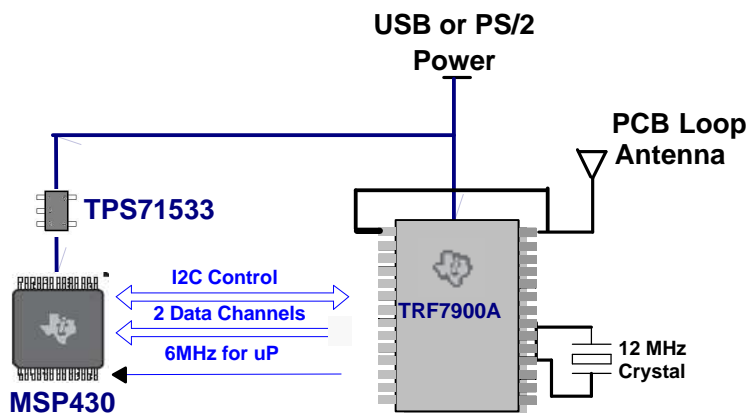 USB or PS/2
Power
PCB Loop
Antenna
TPS71533
I2C Control
2 Data Channels
TRF7900A
6MHz for uP
12 MHz
Crystal
MSP430